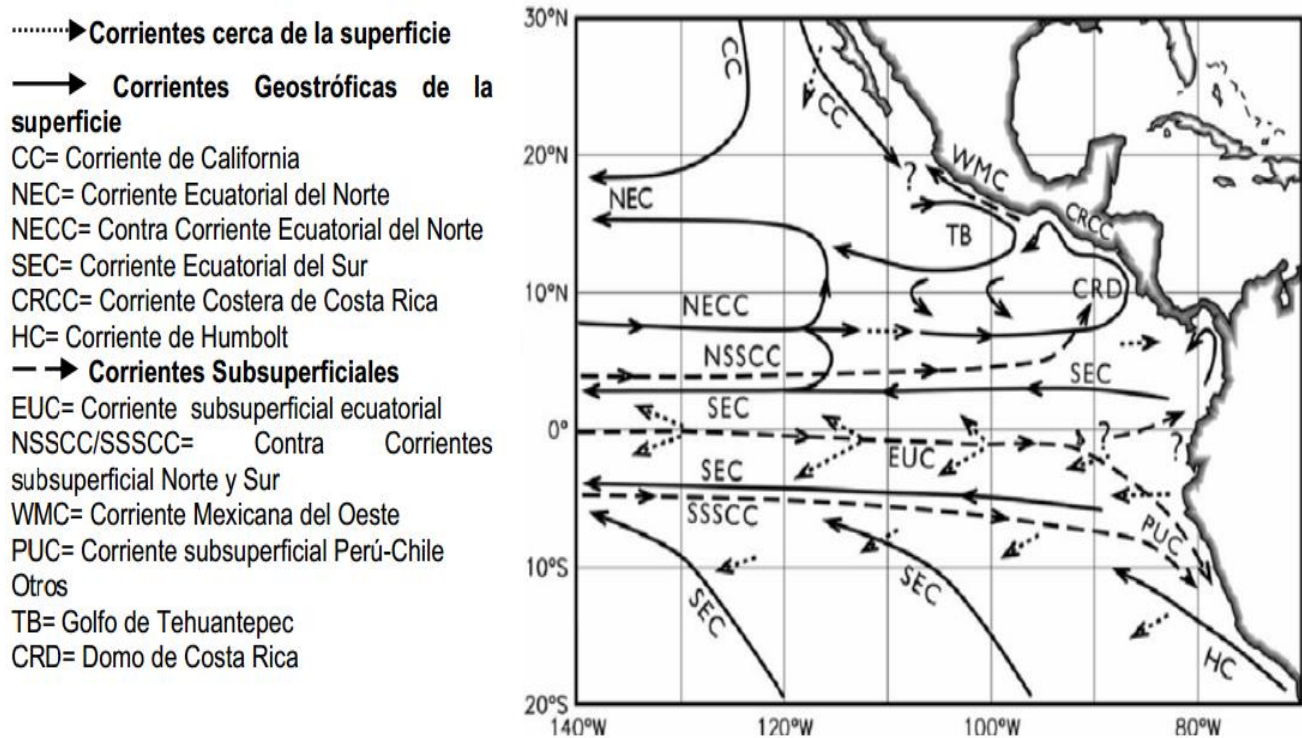 Corrientes cerca de la superficie
Corrientes Geostróficas de la
superficie
CC= Corriente de California
NEC= Corriente Ecuatorial del Norte
NECC= Contra Corriente Ecuatorial del Norte
SEC= Corriente Ecuatorial del Sur
CRCC= Corriente Costera de Costa Rica
HC= Corriente de Humbolt
Corrientes Subsuperficiales
EUC= Corriente subsuperficial ecuatorial
NSSCC/SSSCC= Contra Corrientes
subsuperficial Norte y Sur
WMC= Corriente Mexicana del Oeste
PUC= Corriente subsuperficial Perú-Chile
Otros
TB= Golfo de Tehuantepec
CRD= Domo de Costa Rica
30°N
CC
CC
20°N
WMC
?
NEC
CRCC
TB
10°N
CRD
NECC
NSSCC
SEC
SEC
0°
?
?
EUC
SEC
SSSCC
PUC
10°S
SEC
SEC
HC
20°S
140°W
120°W
100°W
80°W